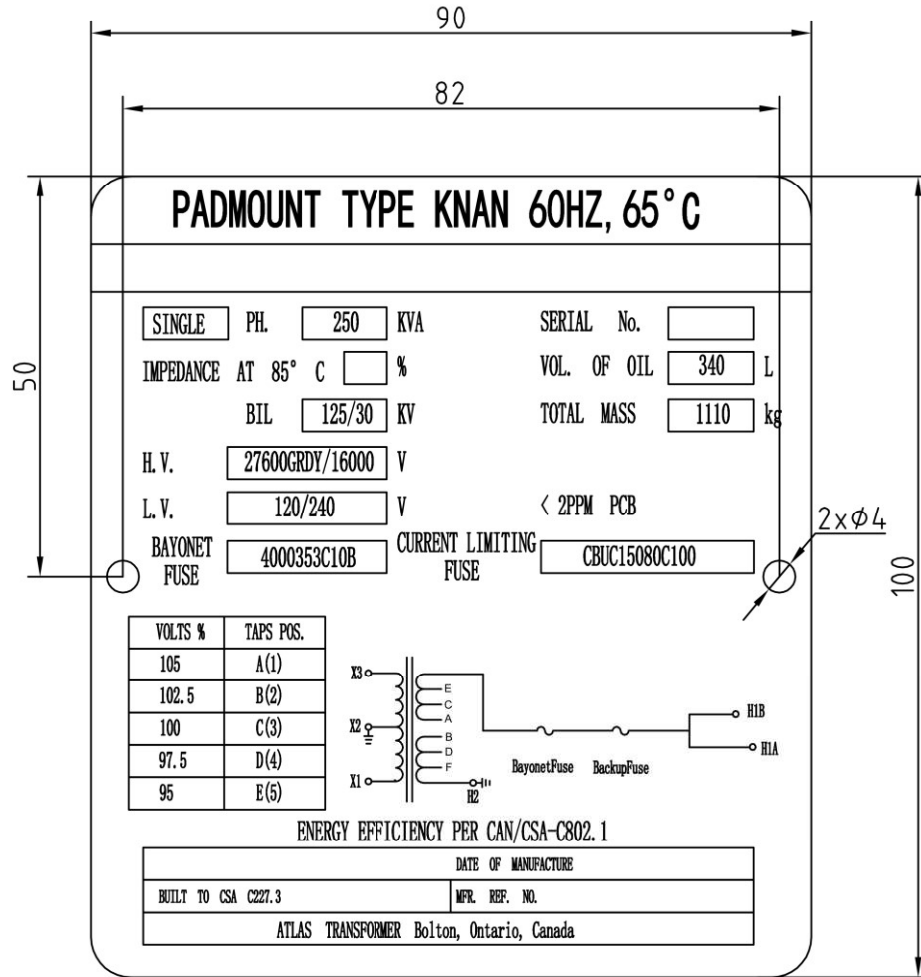 90
82
PADMOUNT TYPE KNAN 60HZ, 65°C
SINGLE PH. 250 KVA SERIAL No.
IMPEDANCE AT 85° C % VOL. OF OIL 340 L
BIL 125/30 KV TOTAL MASS 1110 kg
H.V. 27600GRDY/16000 V
L.V. 120/240 V < 2PPM PCB
BAYONET FUSE 4000353C10B CURRENT LIMITING FUSE CBUC15080C100
50
2xΦ4
100
VOLTS % TAPS POS.
105 A(1)
102.5 B(2)
100 C(3)
97.5 D(4)
95 E(5)
X3
X2
X1
E
C
A
B
D
F
H2
BayonetFuse BackupFuse
H1B
H1A
ENERGY EFFICIENCY PER CAN/CSA-C802.1
DATE OF MANUFACTURE
BUILT TO CSA C227.3 MFR. REF. NO.
ATLAS TRANSFORMER Bolton, Ontario, Canada